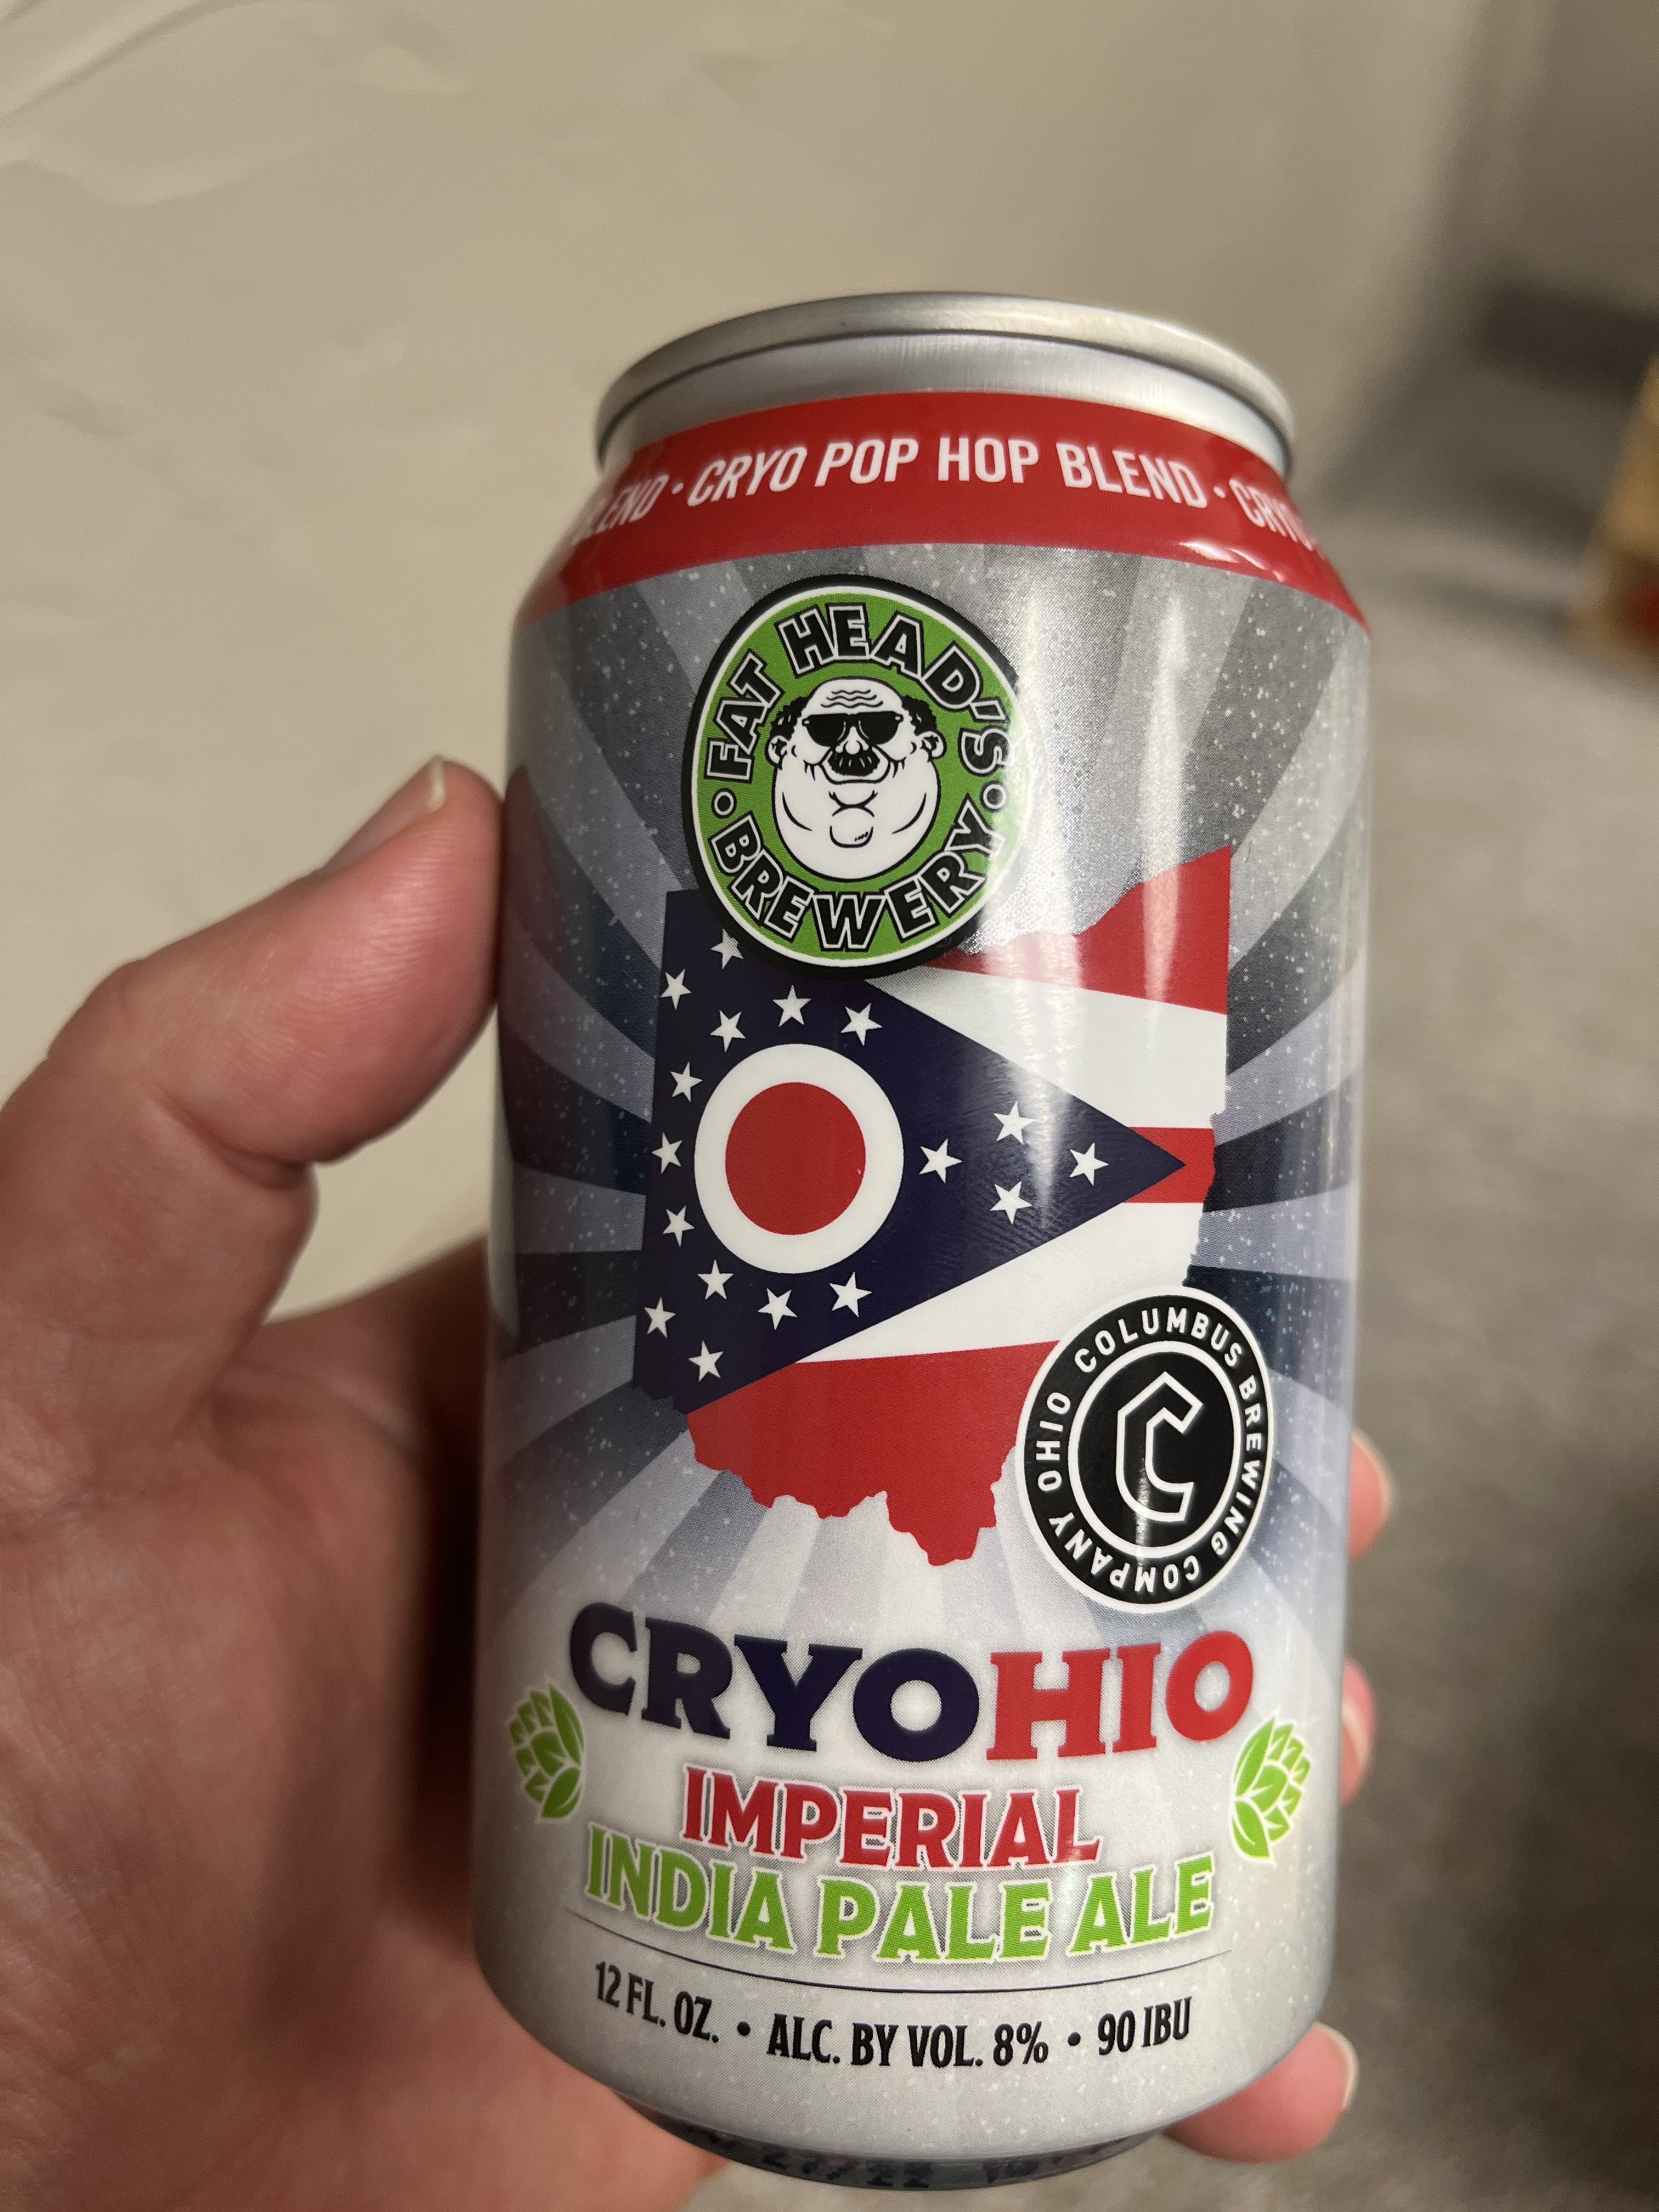 CRYO POP HOP BLEND
FAT HEAD'S
BREWERY
COLUMBUS BREWING COMPANY OHIO
C
CRYOHIO
IMPERIAL
INDIA PALE ALE
12 FL. OZ. • ALC. BY VOL. 8% • 90 IBU